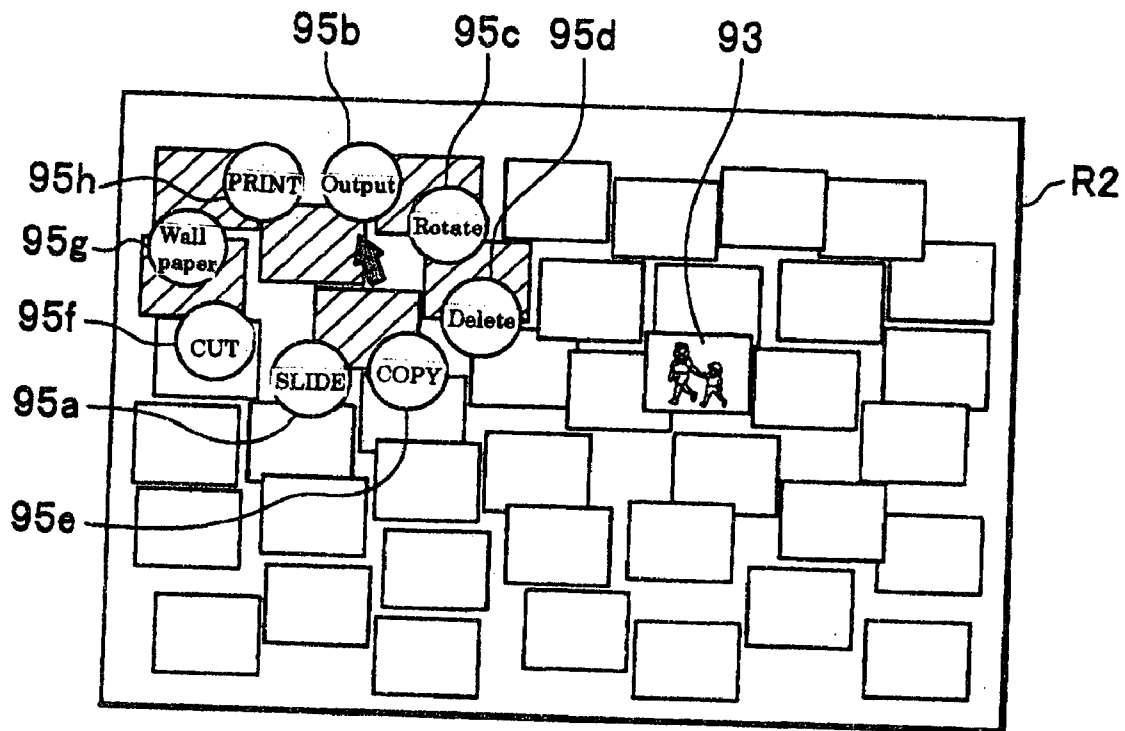 95b
95c
95d
93
95h
PRINT
Output
R2
95g
Wall
paper
Rotate
95f
CUT
Delete
95a
SLIDE
COPY
95e